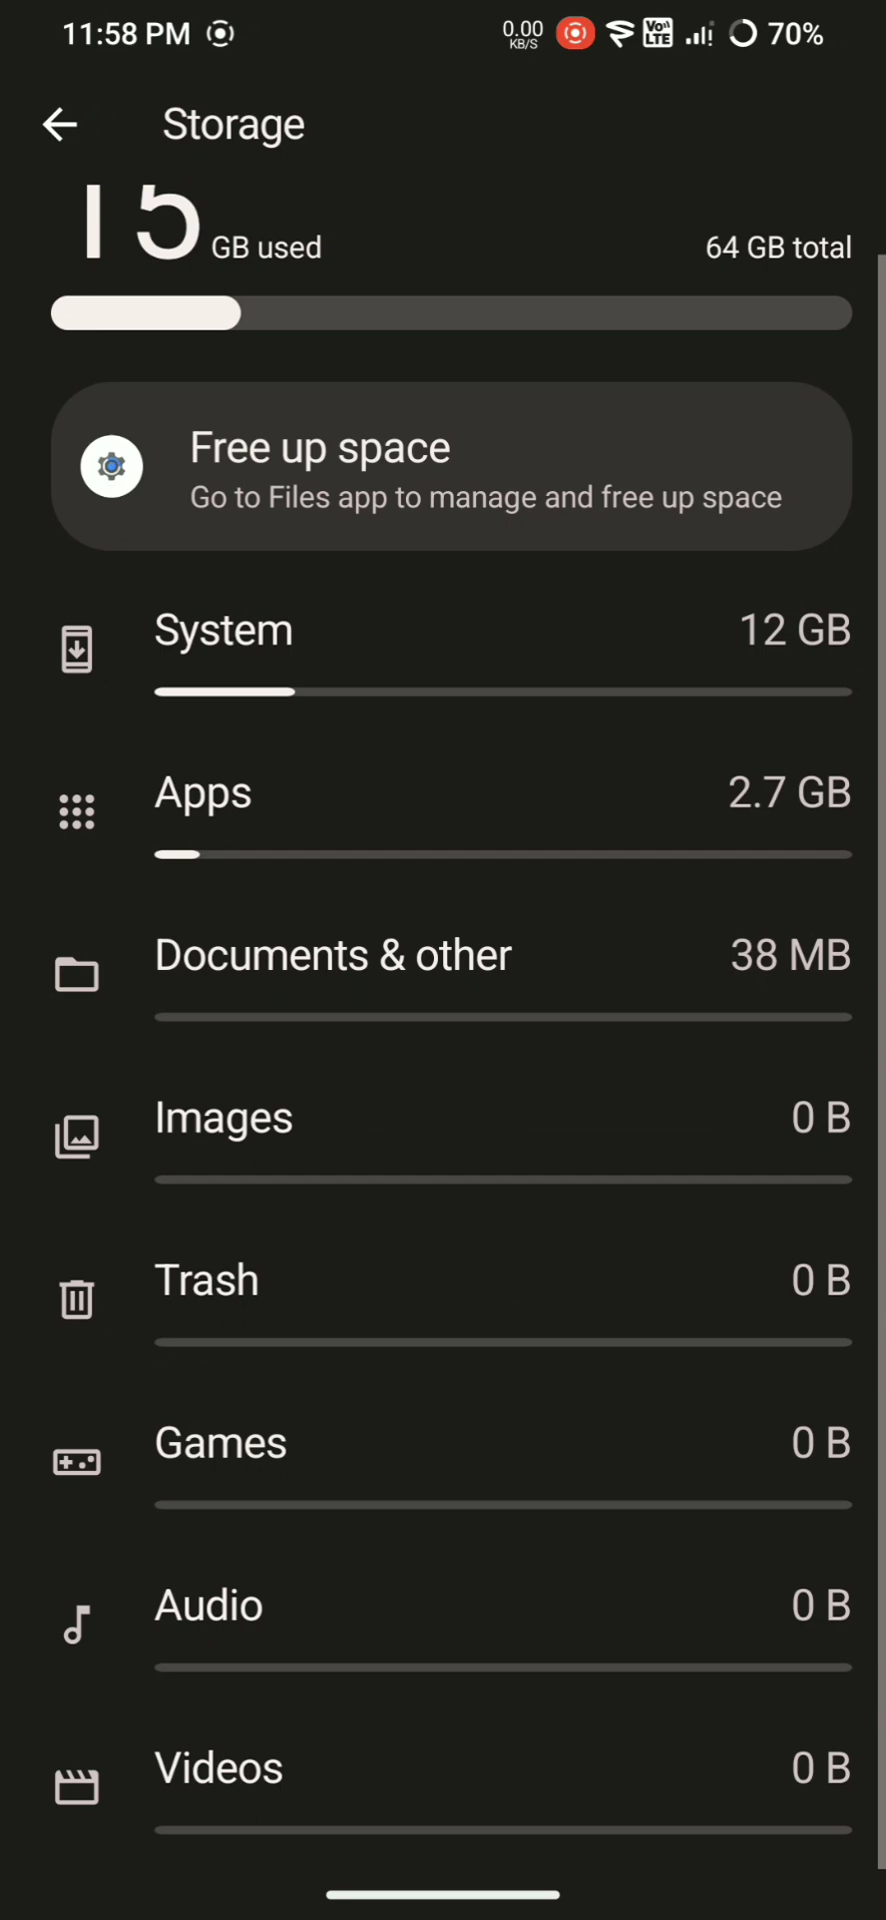 11:58 PM 0.00 KB/S Vo LTE 70%
Storage
15 GB used 64 GB total
Free up space
Go to Files app to manage and free up space
System 12 GB
Apps 2.7 GB
Documents & other 38 MB
Images 0 B
Trash 0 B
Games 0 B
Audio 0 B
Videos 0 B